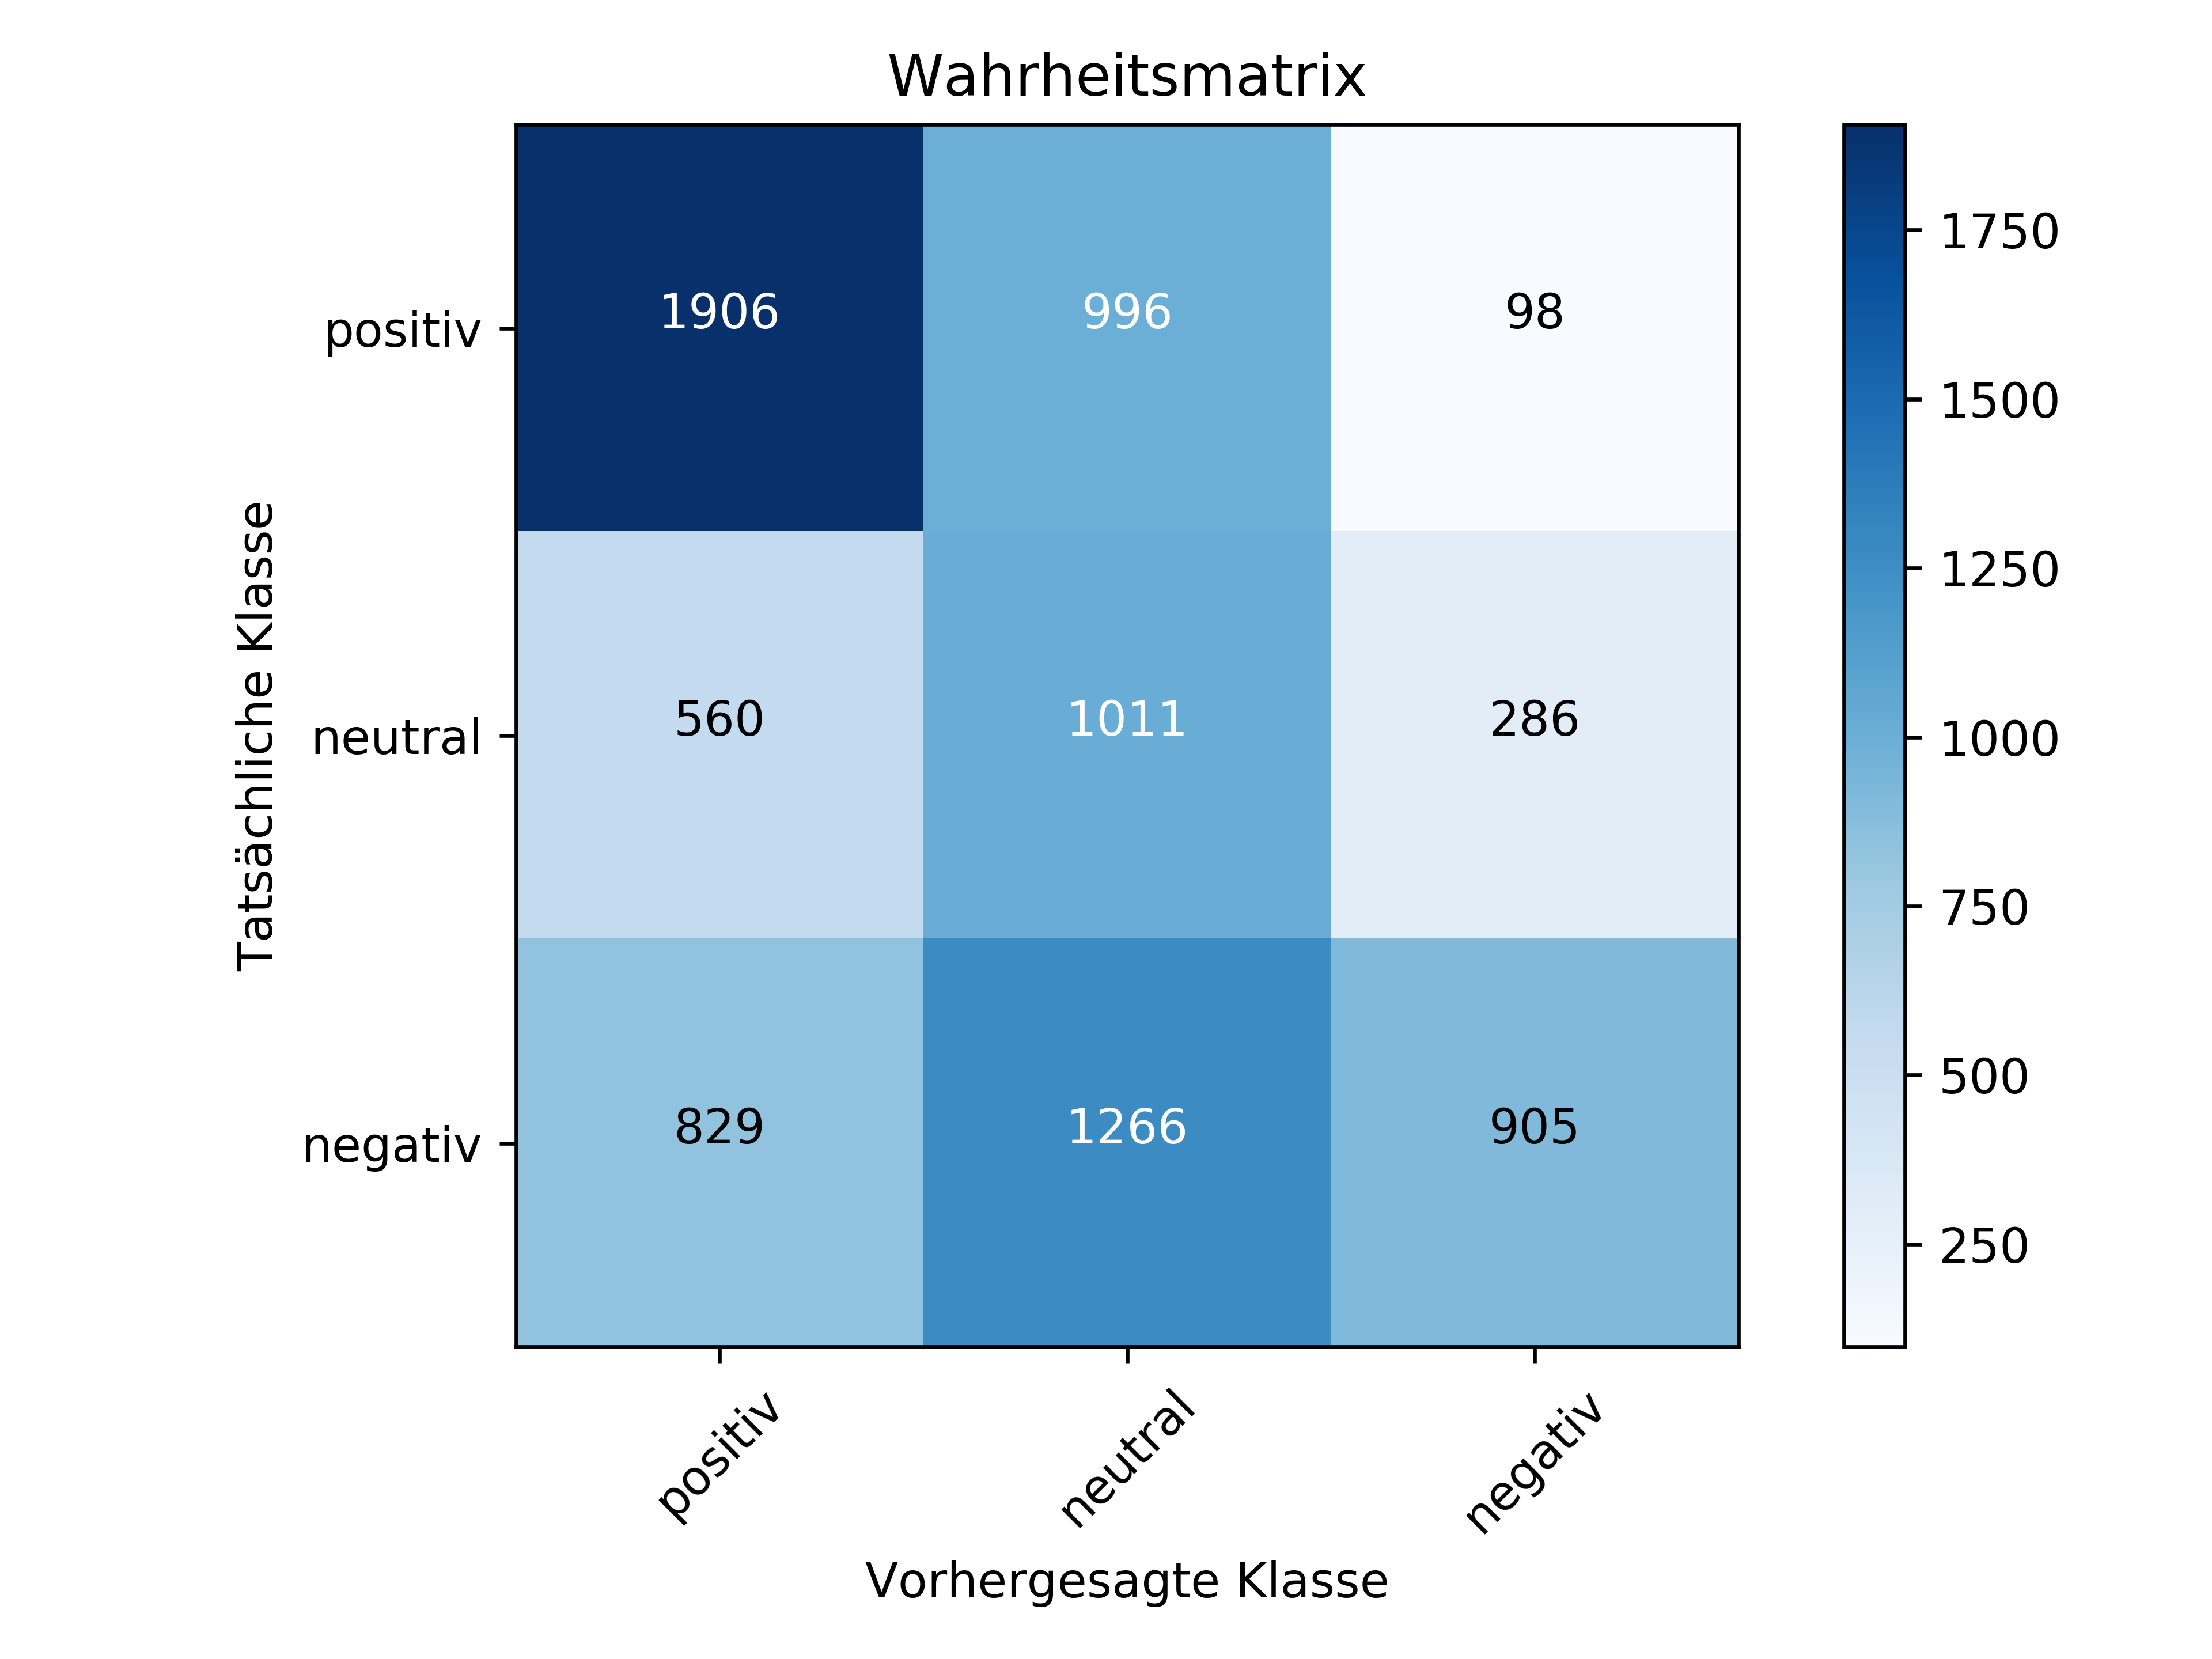 Wahrheitsmatrix
Tatsächliche Klasse
positiv
1906 996 98
neutral
560 1011 286
negativ
829 1266 905
positiv neutral negativ
Vorhergesagte Klasse
1750
1500
1250
1000
750
500
250